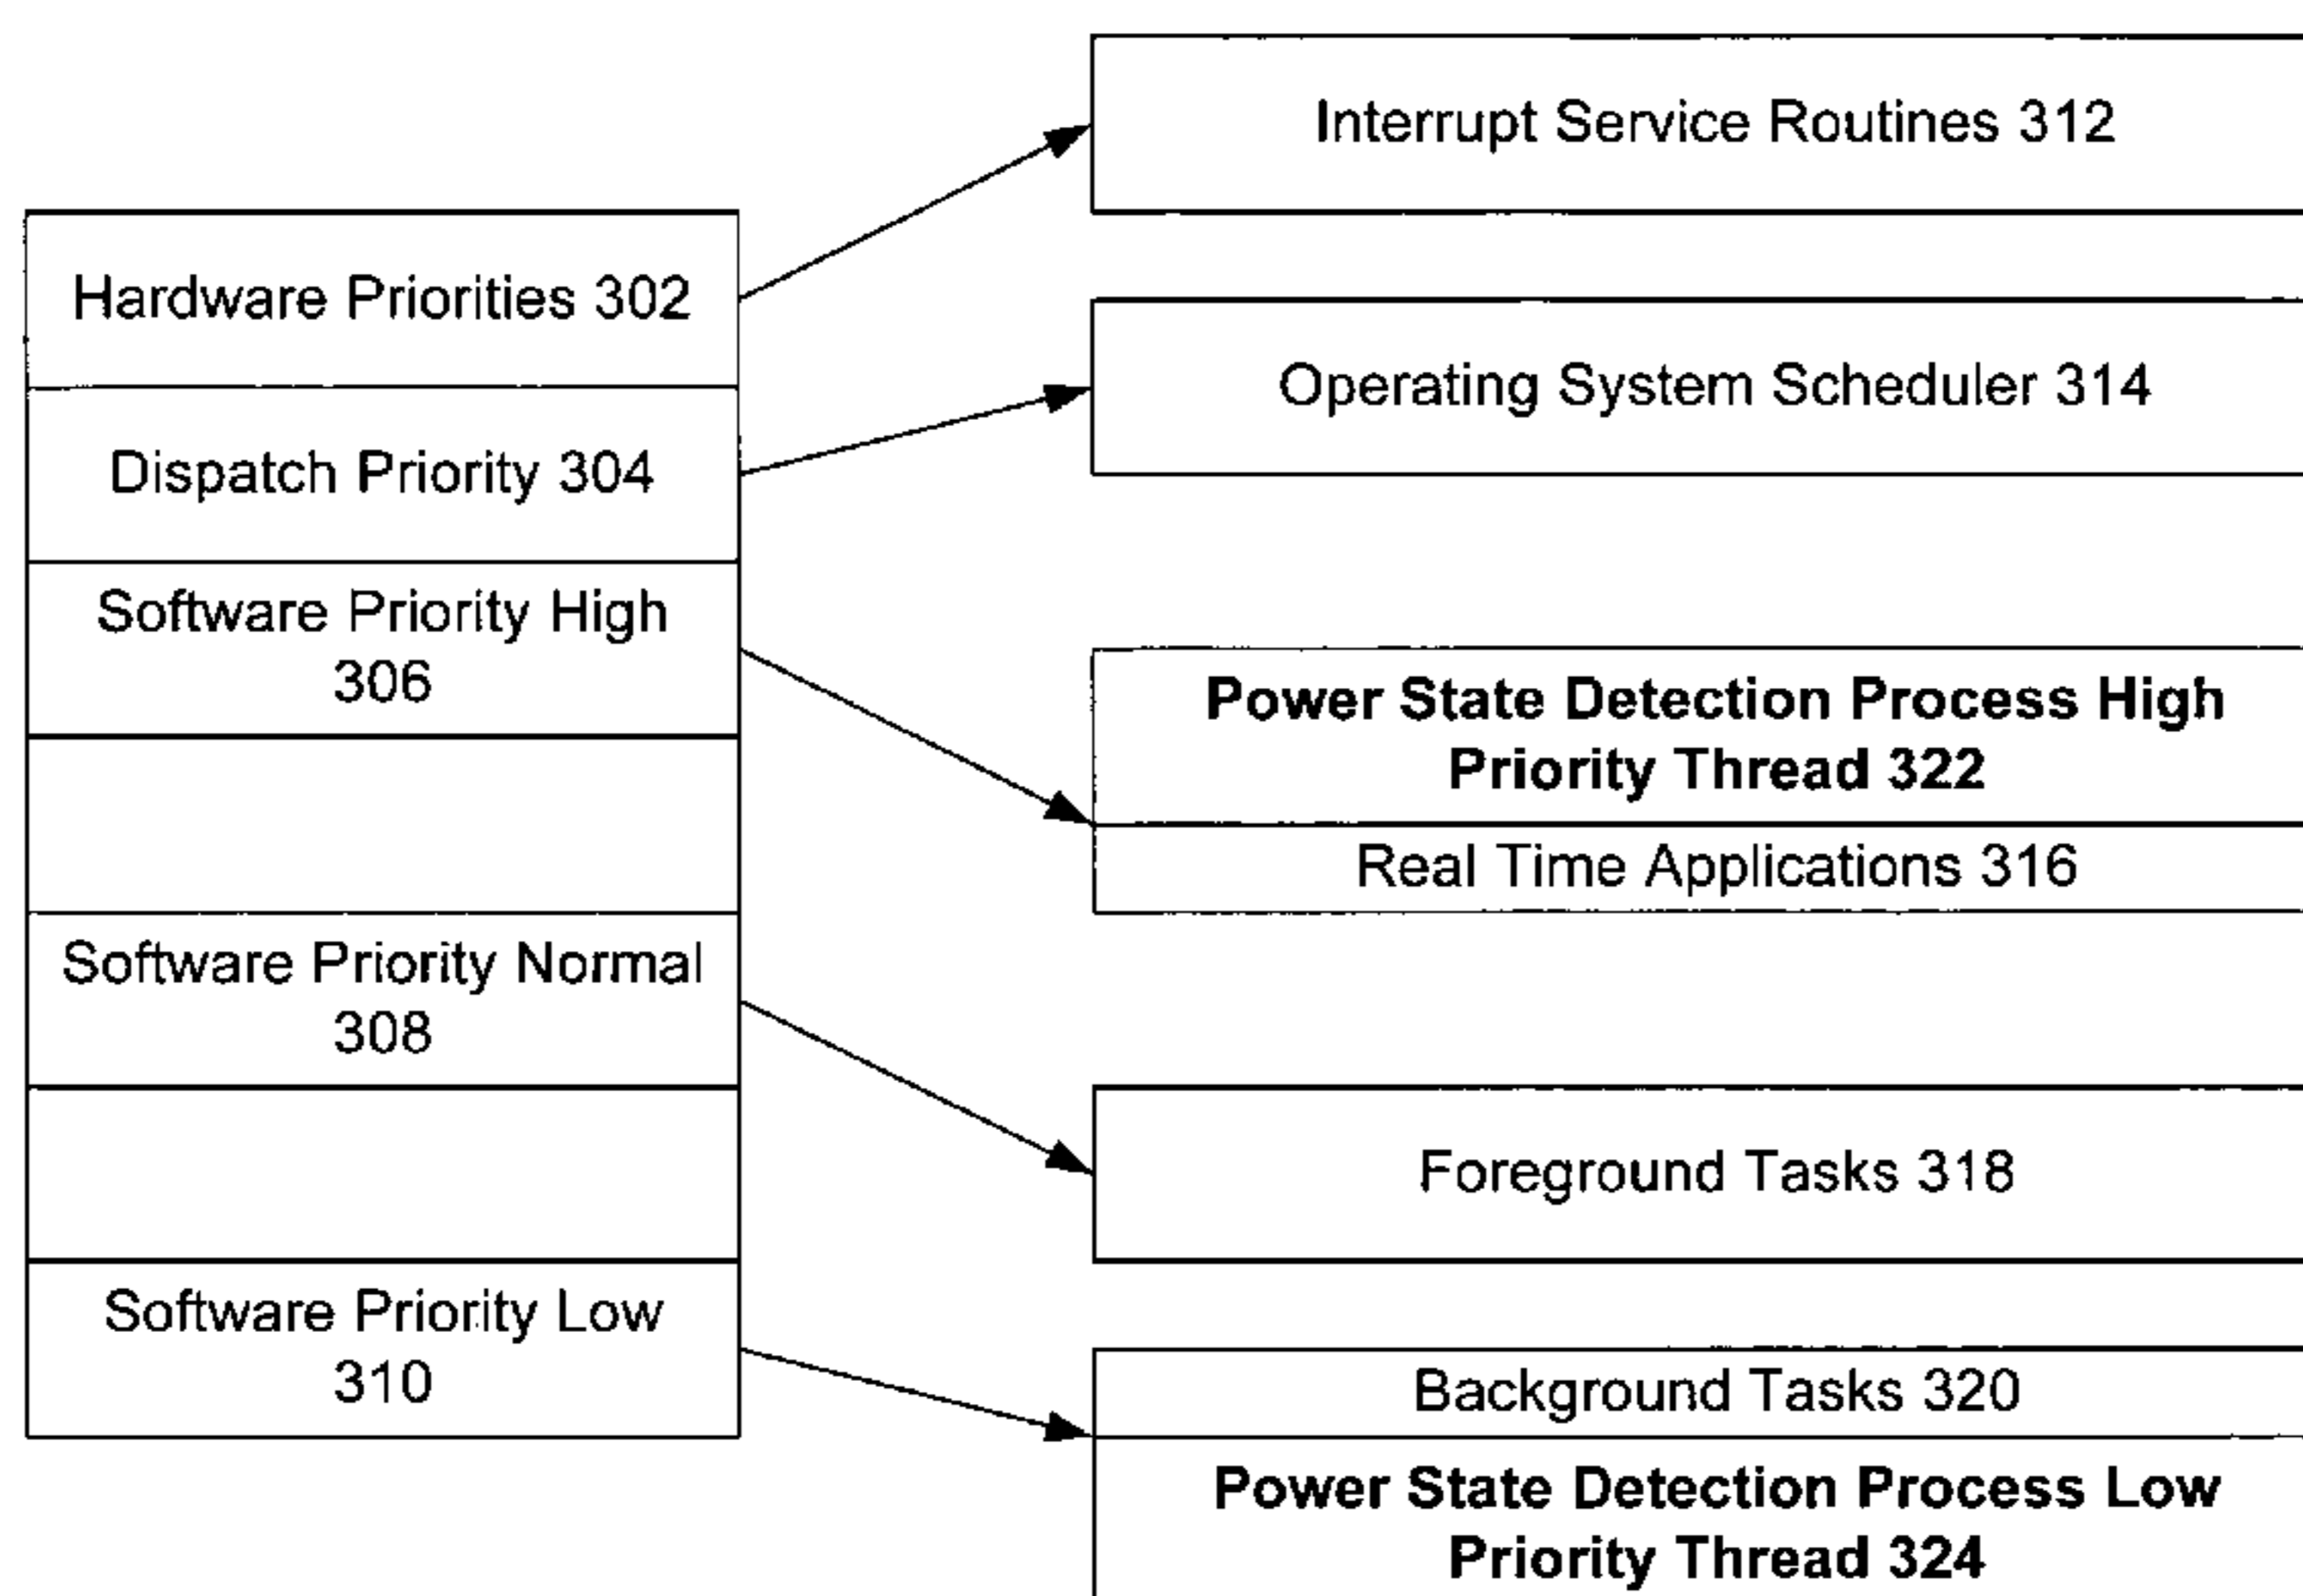 Hardware Priorities 302
Dispatch Priority 304
Software Priority High
306
Software Priority Normal
308
Software Priority Low
310
Interrupt Service Routines 312
Operating System Scheduler 314
Power State Detection Process High
Priority Thread 322
Real Time Applications 316
Foreground Tasks 318
Background Tasks 320
Power State Detection Process Low
Priority Thread 324